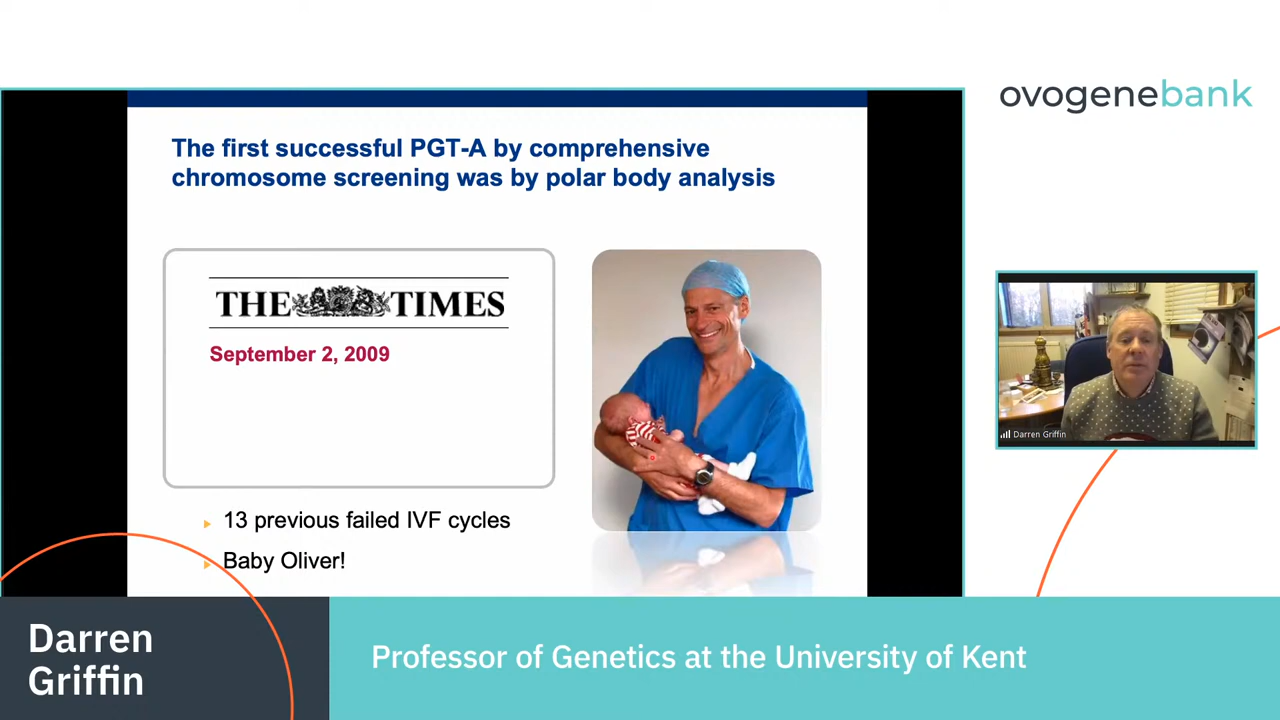 ovogenebank
The first successful PGT-A by comprehensive
chromosome screening was by polar body analysis
THE TIMES
September 2, 2009
13 previous failed IVF cycles
Baby Oliver!
Darren Griffin
Darren
Griffin
Professor of Genetics at the University of Kent